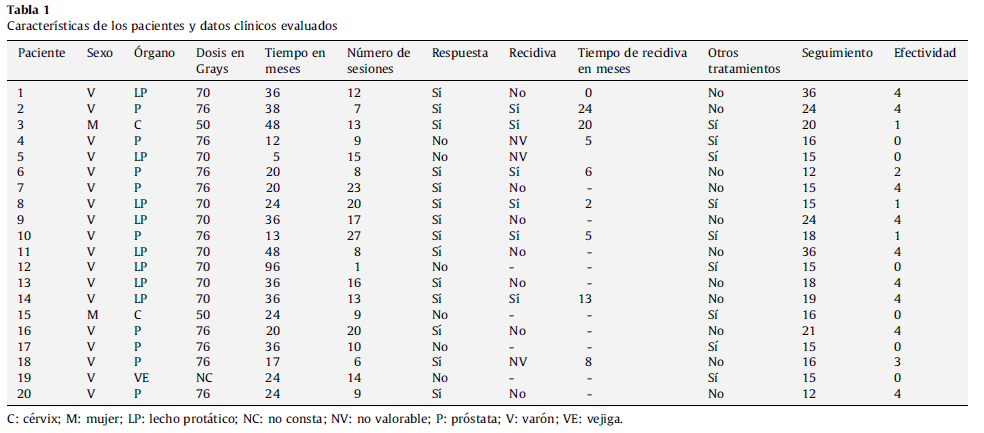 Tabla 1
Características de los pacientes y datos clínicos evaluados
Paciente Sexo Órgano Dosis en Grays Tiempo en meses Número de sesiones Respuesta Recidiva Tiempo de recidiva en meses Otros tratamientos Seguimiento Efectividad
1 V LP 70 36 12 Sí No 0 No 36 4
2 V P 76 38 7 Sí Sí 24 No 24 4
3 M C 50 48 13 Sí Sí 20 Sí 20 1
4 V P 76 12 9 No NV 5 Sí 16 0
5 V LP 70 5 15 No NV Sí 15 0
6 V P 76 20 8 Sí Sí 6 No 12 2
7 V P 76 20 23 Sí No – No 15 4
8 V LP 70 24 20 Sí Sí 2 Sí 15 1
9 V LP 70 36 17 Sí No – No 24 4
10 V P 76 13 27 Sí Sí 5 Sí 18 1
11 V LP 70 48 8 Sí No – No 36 4
12 V LP 70 96 1 No – – Sí 15 0
13 V LP 70 36 16 Sí No – No 18 4
14 V LP 70 36 13 Sí Sí 13 No 19 4
15 M C 50 24 9 No – – Sí 16 0
16 V P 76 20 20 Sí No – No 21 4
17 V P 76 36 10 No – – Sí 15 0
18 V P 76 17 6 Sí NV 8 No 16 3
19 V VE NC 24 14 No – – Sí 15 0
20 V P 76 24 9 Sí No – No 12 4
C: cérvix; M: mujer; LP: lecho protático; NC: no consta; NV: no valorable; P: próstata; V: varón; VE: vejiga.